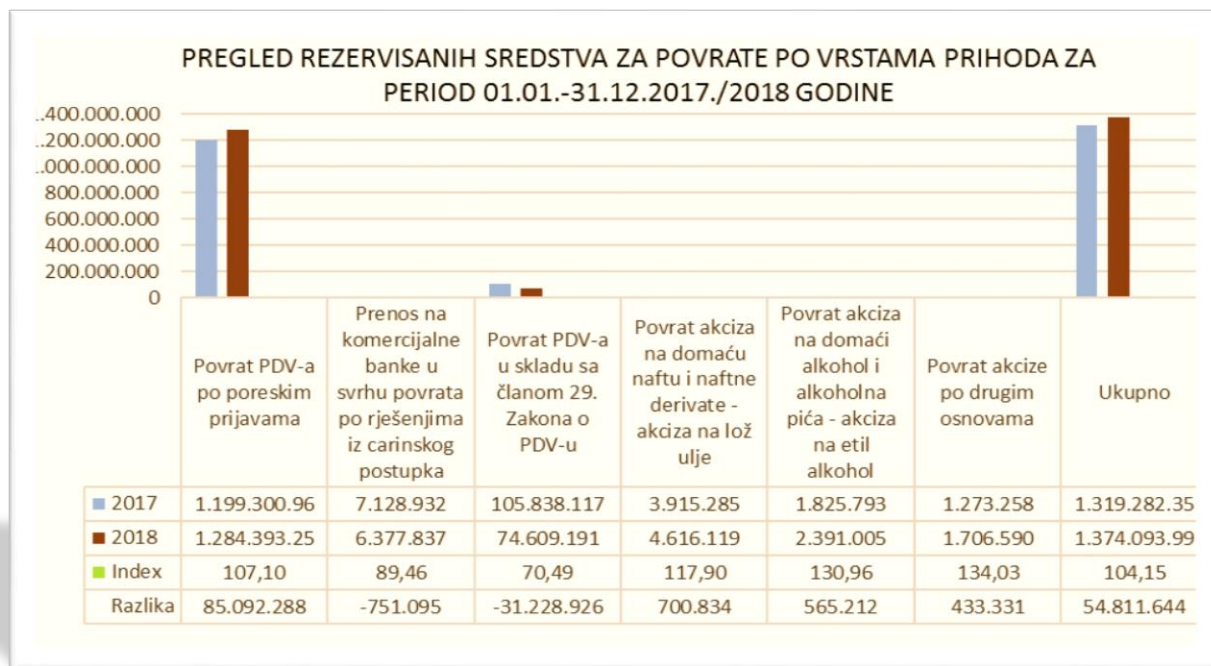 PREGLED REZERVISANIH SREDSTVA ZA POVRATE PO VRSTAMA PRIHODA ZA
PERIOD 01.01.-31.12.2017./2018 GODINE
1.400.000.000
1.200.000.000
1.000.000.000
800.000.000
600.000.000
400.000.000
200.000.000
0
Povrat PDV-a
po poreskim
prijavama
Prenos na
komercijalne
banke u
svrhu povrata
po rješenjima
iz carinskog
postupka
Povrat PDV-a
u skladu sa
članom 29.
Zakona o
PDV-u
Povrat akciza
na domaću
naftu i naftne
derivate -
akciza na lož
ulje
Povrat akciza
na domaći
alkohol i
alkoholna
pića - akciza
na etil
alkohol
Povrat akcize
po drugim
osnovama
Ukupno
2017 1.199.300.96 7.128.932 105.838.117 3.915.285 1.825.793 1.273.258 1.319.282.35
2018 1.284.393.25 6.377.837 74.609.191 4.616.119 2.391.005 1.706.590 1.374.093.99
Index 107,10 89,46 70,49 117,90 130,96 134,03 104,15
Razlika 85.092.288 -751.095 -31.228.926 700.834 565.212 433.331 54.811.644